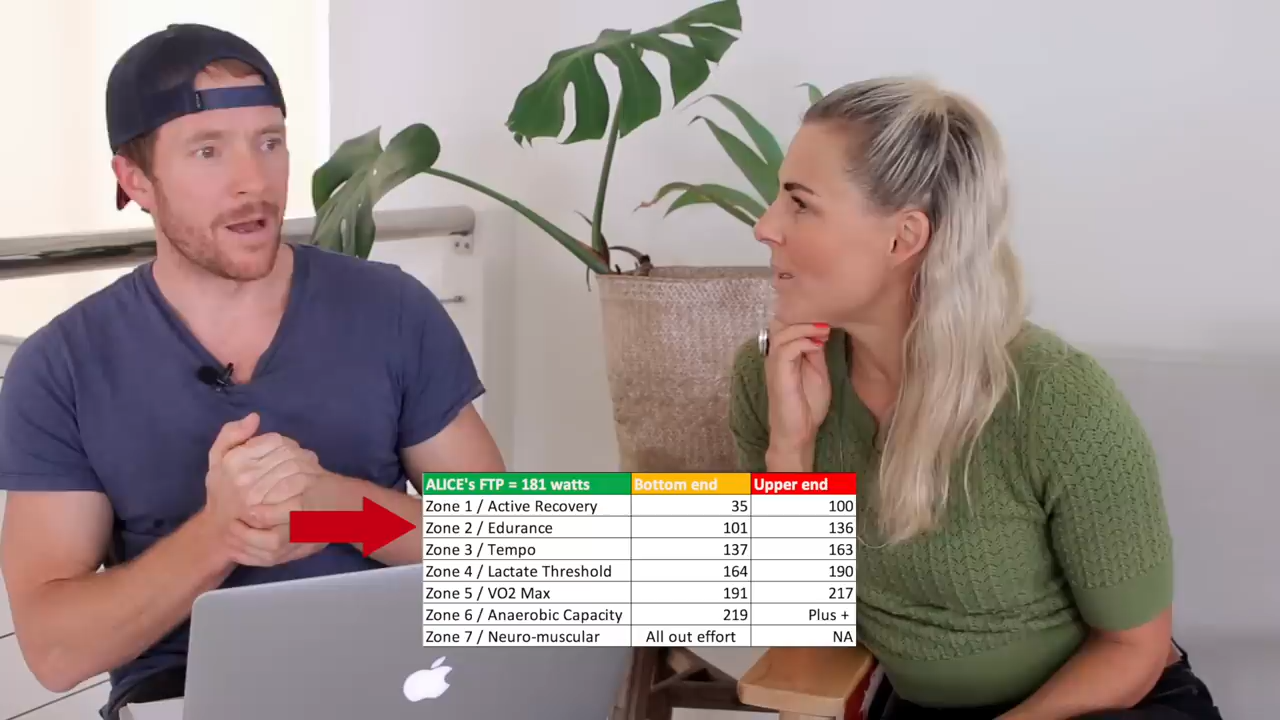 ALICE's FTP = 181 watts Bottom end Upper end
Zone 1 / Active Recovery 35 100
Zone 2 / Edurance 101 136
Zone 3 / Tempo 137 163
Zone 4 / Lactate Threshold 164 190
Zone 5 / VO2 Max 191 217
Zone 6 / Anaerobic Capacity 219 Plus +
Zone 7 / Neuro-muscular All out effort NA